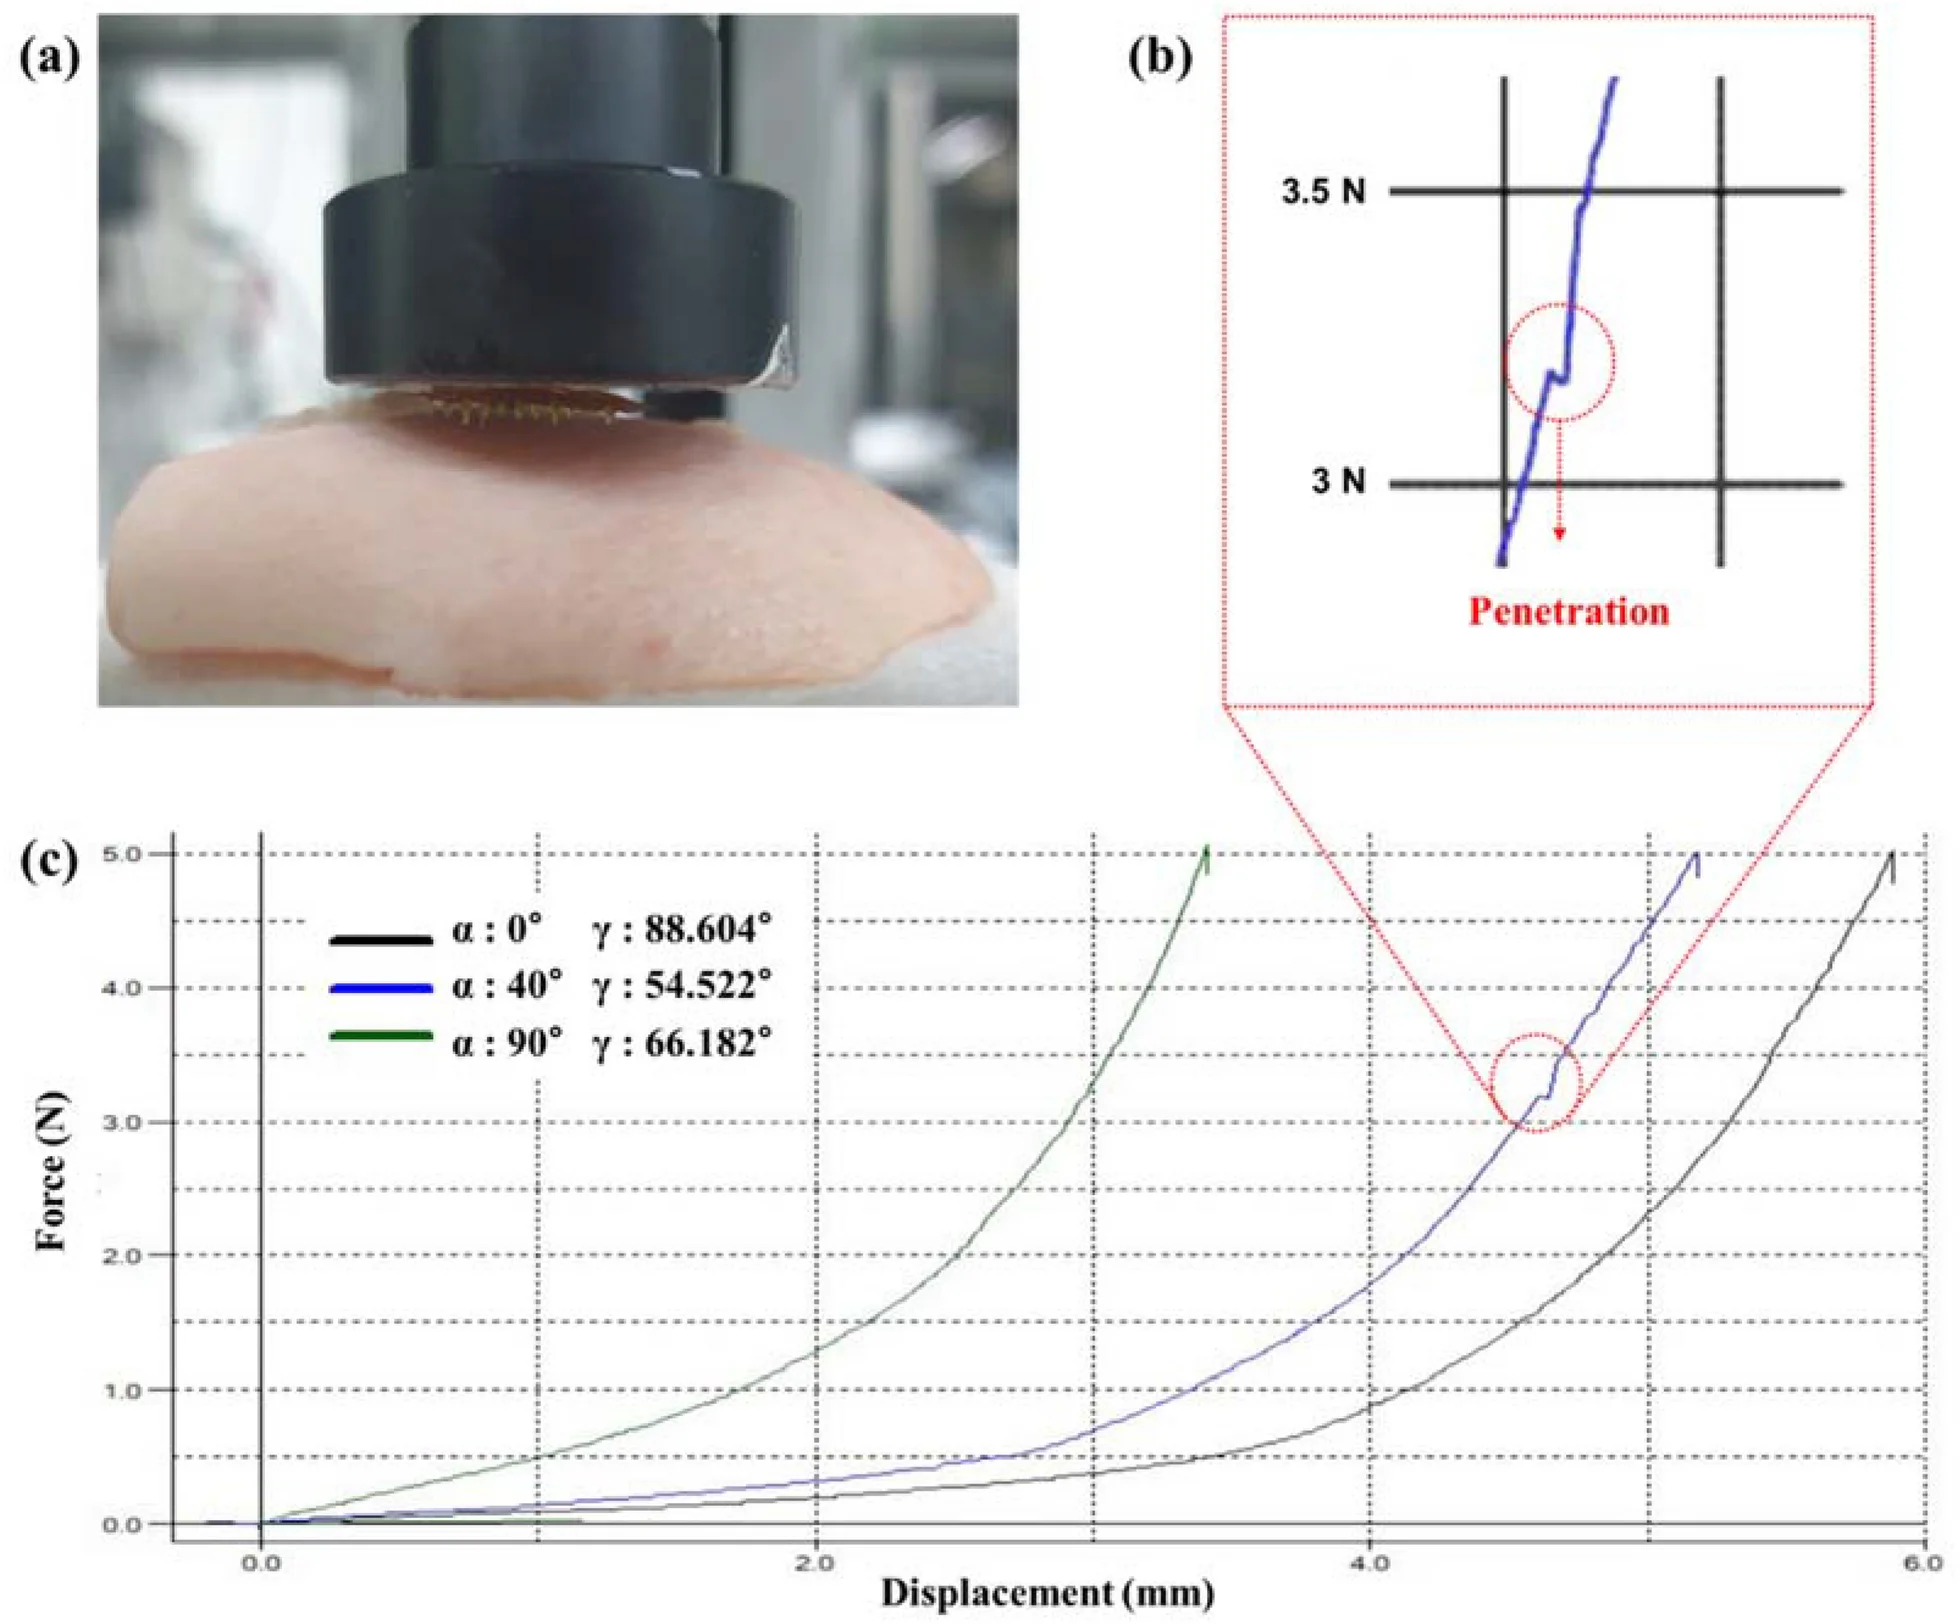 (a)
(b)
3.5 N
3 N
Penetration
(c)
5.0
4.0
3.0
2.0
1.0
0.0
Force (N)
α : 0° γ : 88.604°
α : 40° γ : 54.522°
α : 90° γ : 66.182°
0.0 2.0 4.0 6.0
Displacement (mm)